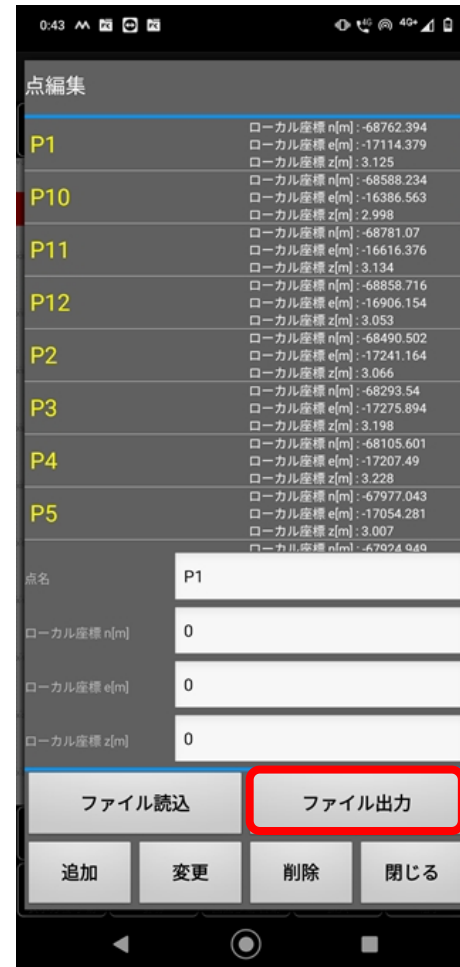 0:43
4G 4G+
点編集
P1
ローカル座標 n[m] : -68762.394
ローカル座標 e[m] : -17114.379
ローカル座標 z[m] : 3.125
P10
ローカル座標 n[m] : -68588.234
ローカル座標 e[m] : -16386.563
ローカル座標 z[m] : 2.998
P11
ローカル座標 n[m] : -68781.07
ローカル座標 e[m] : -16616.376
ローカル座標 z[m] : 3.134
P12
ローカル座標 n[m] : -68858.716
ローカル座標 e[m] : -16906.154
ローカル座標 z[m] : 3.053
P2
ローカル座標 n[m] : -68490.502
ローカル座標 e[m] : -17241.164
ローカル座標 z[m] : 3.066
P3
ローカル座標 n[m] : -68293.54
ローカル座標 e[m] : -17275.894
ローカル座標 z[m] : 3.198
P4
ローカル座標 n[m] : -68105.601
ローカル座標 e[m] : -17207.49
ローカル座標 z[m] : 3.228
P5
ローカル座標 n[m] : -67977.043
ローカル座標 e[m] : -17054.281
ローカル座標 z[m] : 3.007
ローカル座標 n[m] : -67924.949
点名
P1
ローカル座標 n[m]
0
ローカル座標 e[m]
0
ローカル座標 z[m]
0
ファイル読込
ファイル出力
追加
変更
削除
閉じる